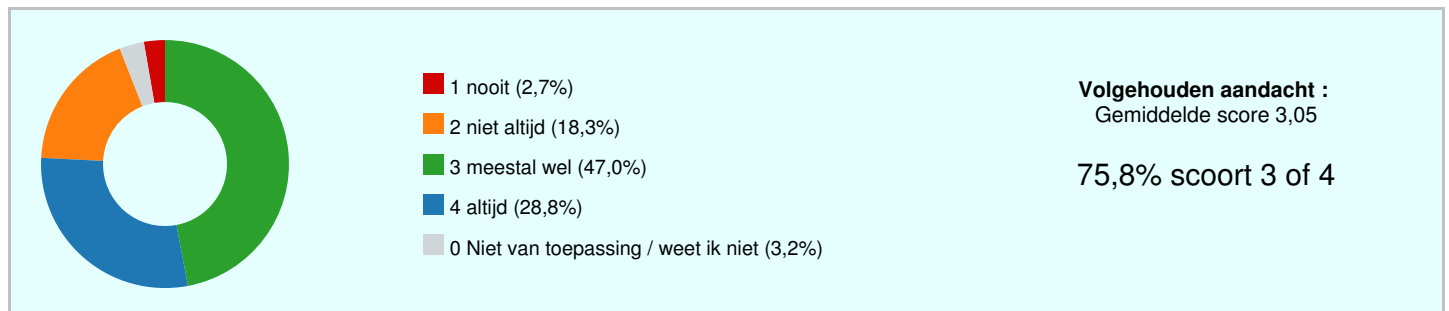 1 nooit (2,7%)
2 niet altijd (18,3%)
3 meestal wel (47,0%)
4 altijd (28,8%)
0 Niet van toepassing / weet ik niet (3,2%)
Volgehouden aandacht :
Gemiddelde score 3,05
75,8% scoort 3 of 4